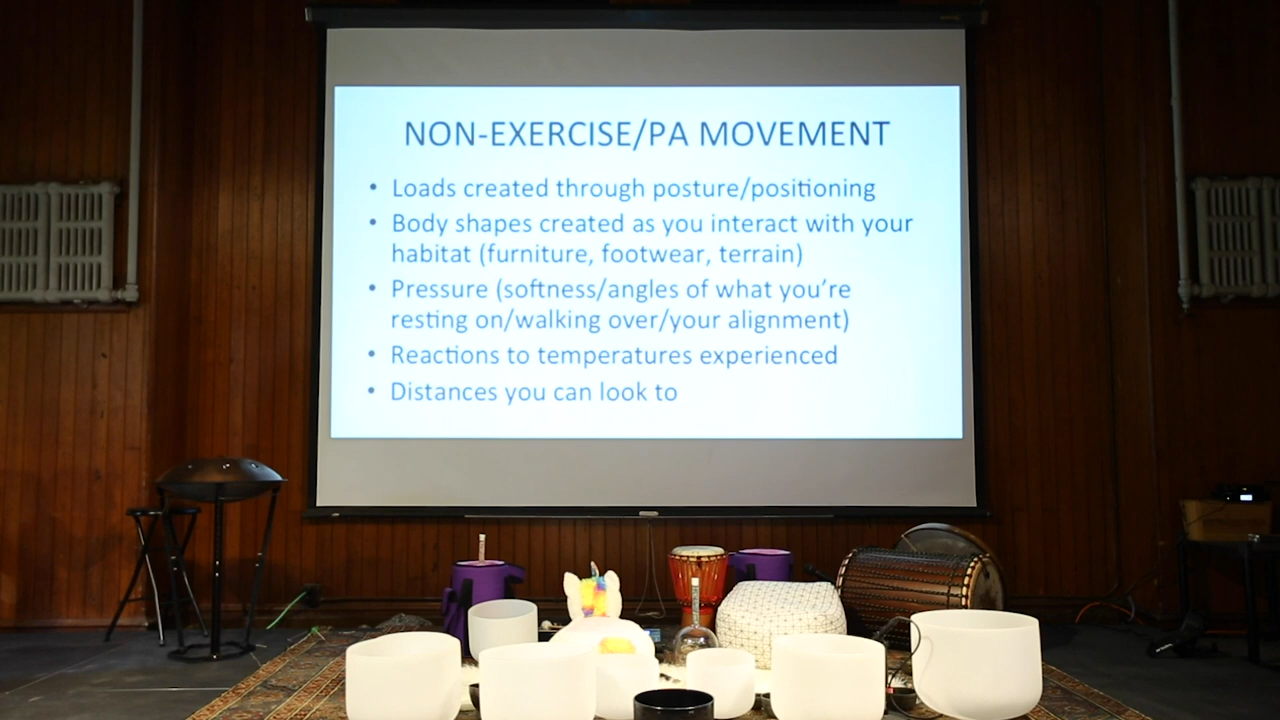 NON-EXERCISE/PA MOVEMENT
• Loads created through posture/positioning
• Body shapes created as you interact with your
habitat (furniture, footwear, terrain)
• Pressure (softness/angles of what you're
resting on/walking over/your alignment)
• Reactions to temperatures experienced
• Distances you can look to